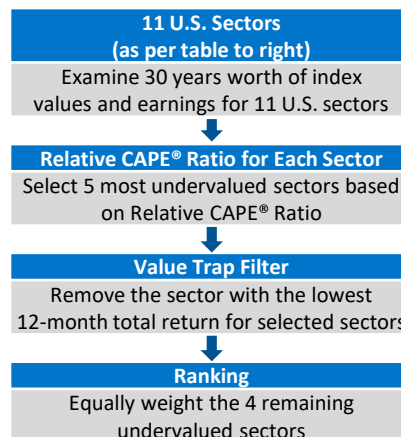 11 U.S. Sectors
(as per table to right)
Examine 30 years worth of index
values and earnings for 11 U.S. sectors
Relative CAPE® Ratio for Each Sector
Select 5 most undervalued sectors based
on Relative CAPE® Ratio
Value Trap Filter
Remove the sector with the lowest
12-month total return for selected sectors
Ranking
Equally weight the 4 remaining
undervalued sectors